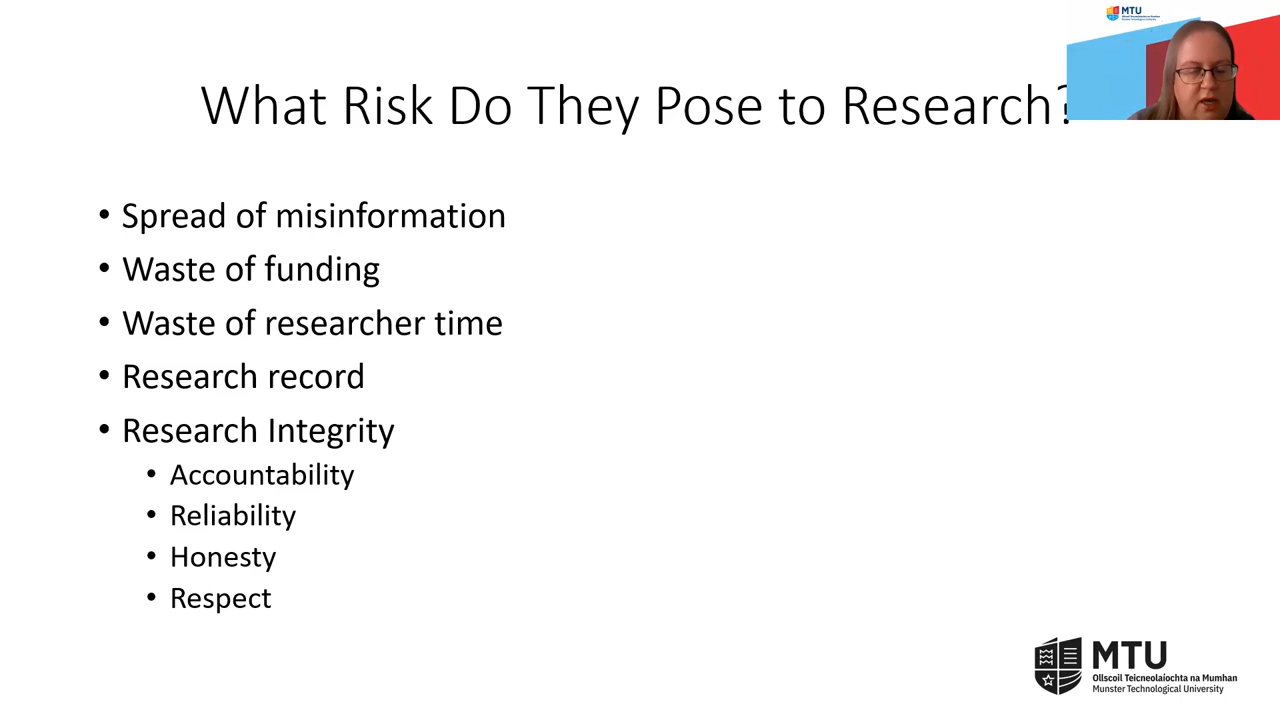 MTU
What Risk Do They Pose to Research?
• Spread of misinformation
• Waste of funding
• Waste of researcher time
• Research record
• Research Integrity
• Accountability
• Reliability
• Honesty
• Respect
MTU
Ollscoil Teicneolaíochta na Mumhan
Munster Technological University